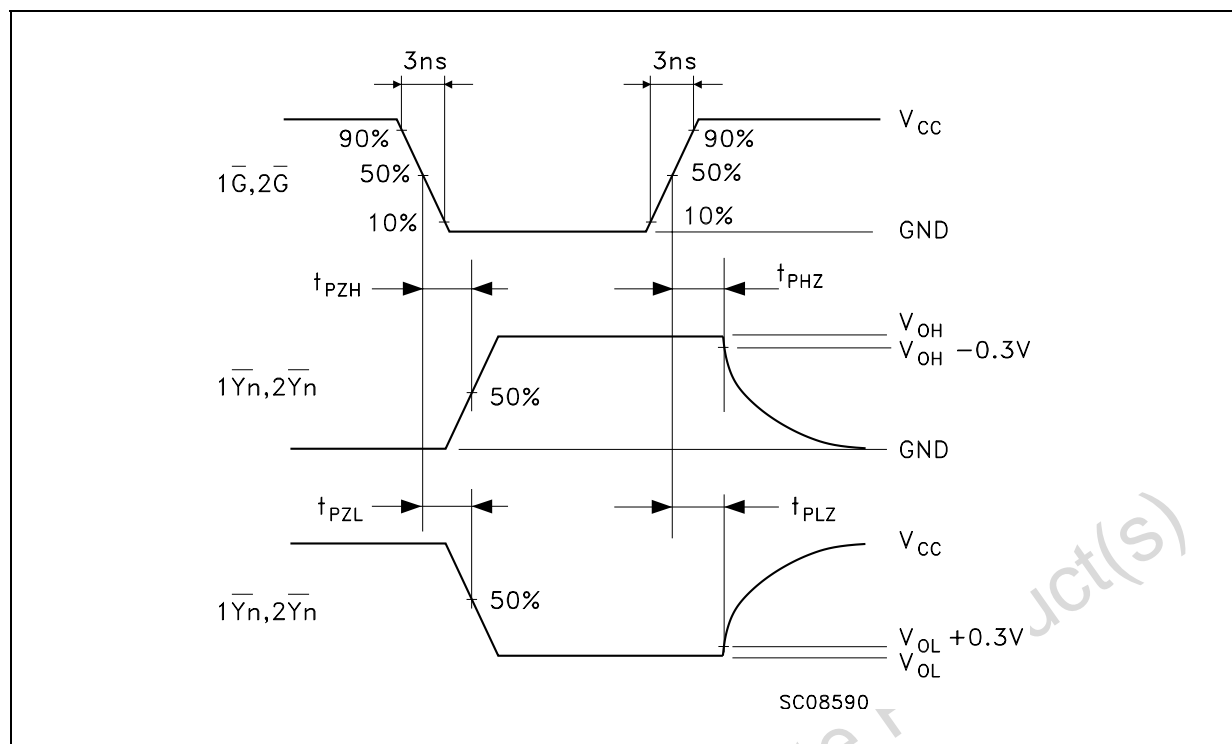 3ns 3ns
90% 90% V_CC
1G̅,2G̅ 50% 50%
10% 10% GND
t_PZH t_PHZ
V_OH
V_OH −0.3V
1Y̅n̅,2Y̅n̅ 50%
GND
t_PZL t_PLZ
V_CC
1Y̅n̅,2Y̅n̅ 50%
V_OL +0.3V
V_OL
SC08590
uct(s)